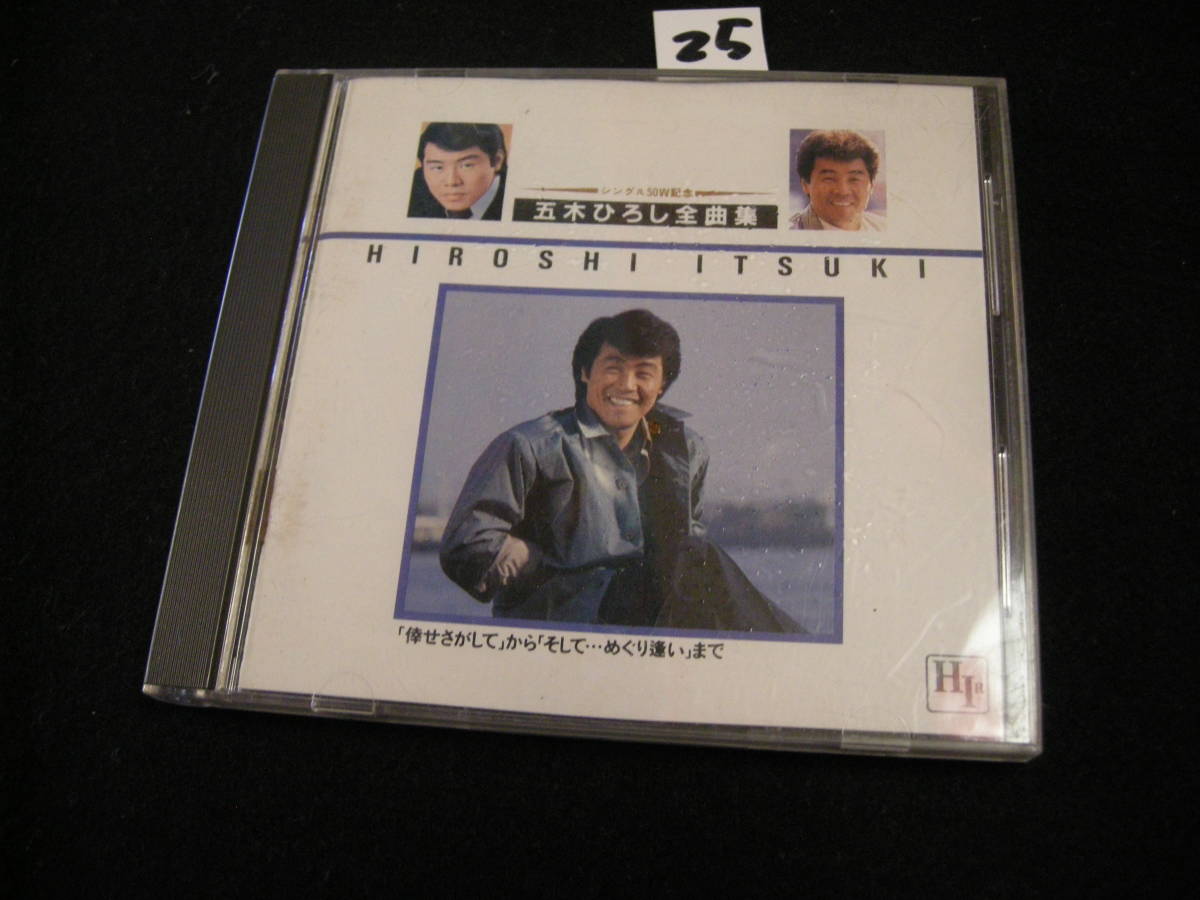 25
シングル50W記念
五木ひろし全曲集
HIROSHI ITSUKI
「倖せさがして」から「そして…めぐり逢い」まで
HIR